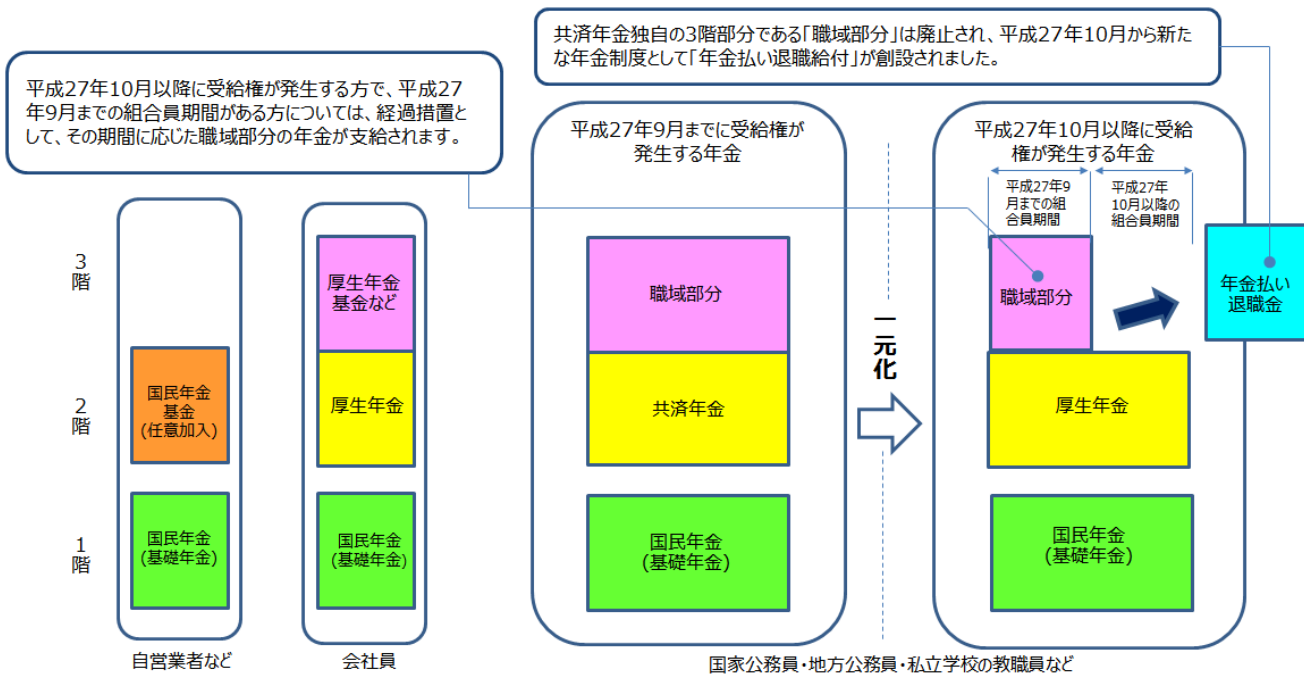 共済年金独自の3階部分である「職域部分」は廃止され、平成27年10月から新た
な年金制度として「年金払い退職給付」が創設されました。
平成27年10月以降に受給権が発生する方で、平成27
年9月までの組合員期間がある方については、経過措置と
して、その期間に応じた職域部分の年金が支給されます。
平成27年9月までに受給権が
発生する年金
平成27年10月以降に受給
権が発生する年金
平成27年9
月までの組
合員期間
平成27年
10月以降の
組合員期間
3
階
厚生年金
基金など
職域部分
職域部分
年金払い
退職金
一元化
2
階
国民年金
基金
(任意加入)
厚生年金
共済年金
厚生年金
1
階
国民年金
(基礎年金)
国民年金
(基礎年金)
国民年金
(基礎年金)
国民年金
(基礎年金)
自営業者など
会社員
国家公務員・地方公務員・私立学校の教職員など